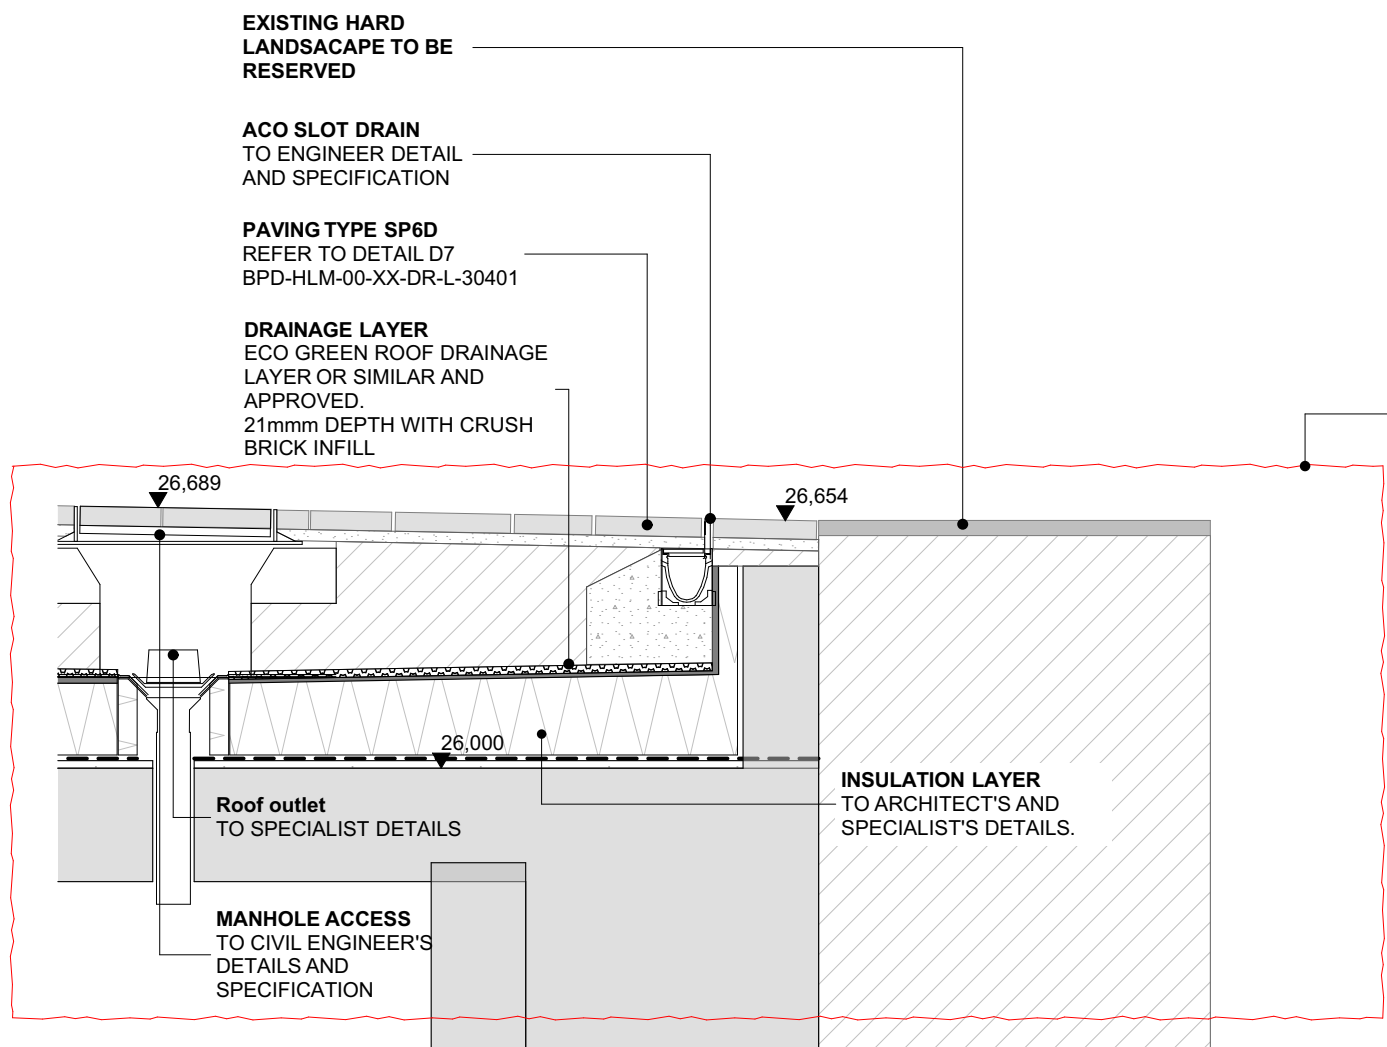 EXISTING HARD
LANDSACAPE TO BE
RESERVED
ACO SLOT DRAIN
TO ENGINEER DETAIL
AND SPECIFICATION
PAVING TYPE SP6D
REFER TO DETAIL D7
BPD-HLM-00-XX-DR-L-30401
DRAINAGE LAYER
ECO GREEN ROOF DRAINAGE
LAYER OR SIMILAR AND
APPROVED.
21mmm DEPTH WITH CRUSH
BRICK INFILL
26,689
26,654
26,000
INSULATION LAYER
TO ARCHITECT'S AND
SPECIALIST'S DETAILS.
Roof outlet
TO SPECIALIST DETAILS
MANHOLE ACCESS
TO CIVIL ENGINEER'S
DETAILS AND
SPECIFICATION